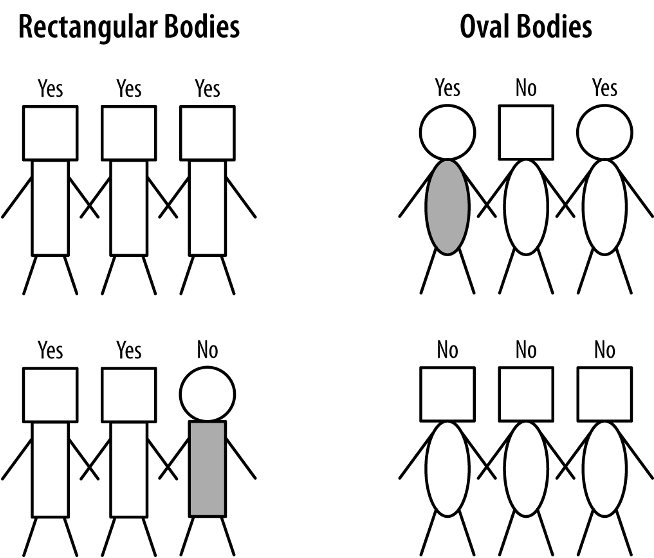 Rectangular Bodies
Oval Bodies
Yes Yes Yes
Yes No Yes
Yes Yes No
No No No